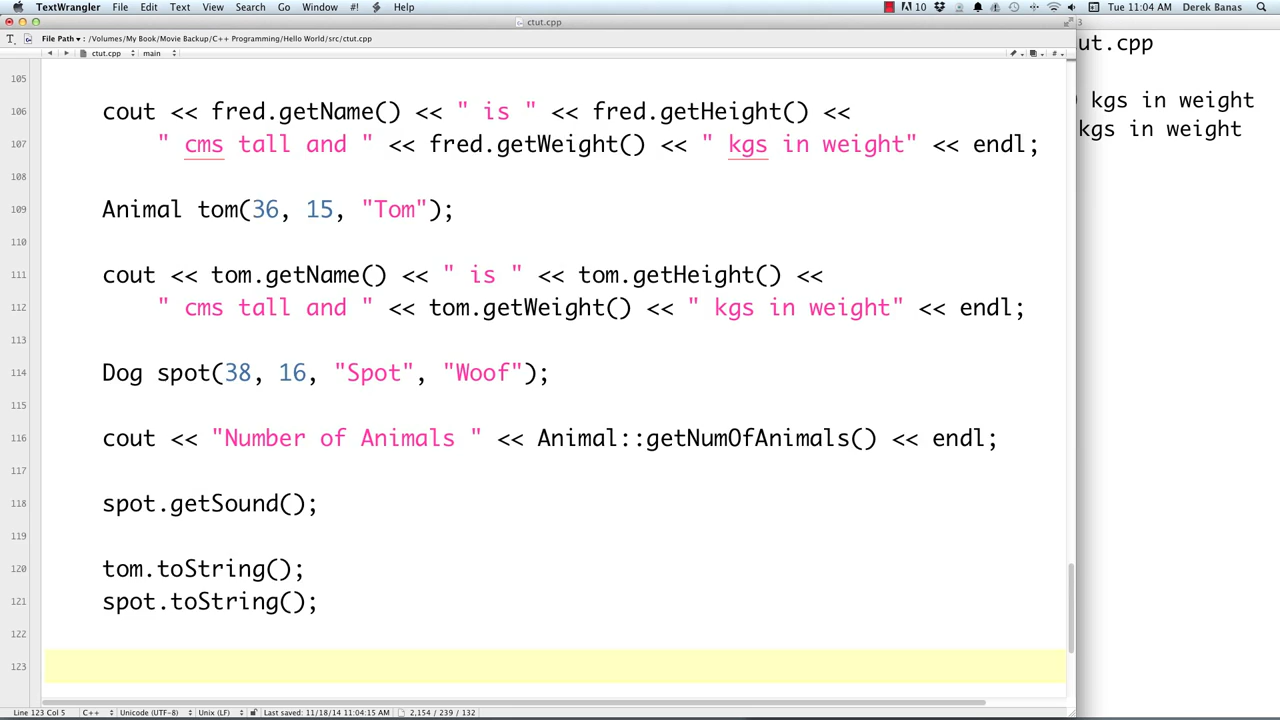 TextWrangler File Edit Text View Search Go Window #! Help 10 Tue 11:04 AM Derek Banas
ctut.cpp
File Path ▾ : /Volumes/My Book/Movie Backup/C++ Programming/Hello World/src/ctut.cpp
ctut.cpp main
105
106 cout << fred.getName() << " is " << fred.getHeight() <<
107 " cms tall and " << fred.getWeight() << " kgs in weight" << endl;
108
109 Animal tom(36, 15, "Tom");
110
111 cout << tom.getName() << " is " << tom.getHeight() <<
112 " cms tall and " << tom.getWeight() << " kgs in weight" << endl;
113
114 Dog spot(38, 16, "Spot", "Woof");
115
116 cout << "Number of Animals " << Animal::getNumOfAnimals() << endl;
117
118 spot.getSound();
119
120 tom.toString();
121 spot.toString();
122
123
Line 123 Col 5 C++ Unicode (UTF-8) Unix (LF) Last saved: 11/18/14 11:04:15 AM 2,154 / 239 / 132
ut.cpp
kgs in weight
kgs in weight